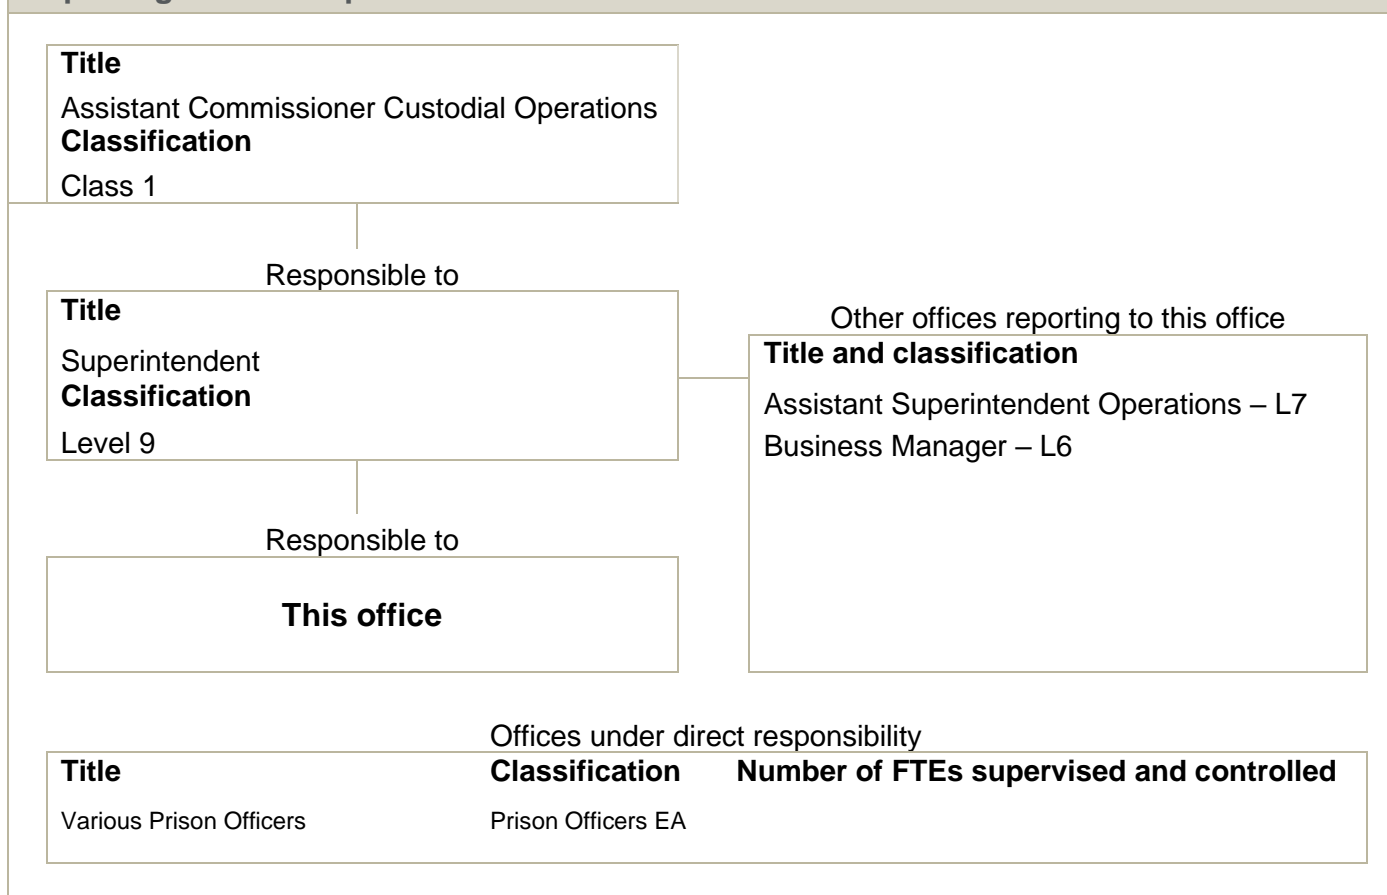 Title
Assistant Commissioner Custodial Operations
Classification
Class 1
Responsible to
Title
Superintendent
Classification
Level 9
Other offices reporting to this office
Title and classification
Assistant Superintendent Operations – L7
Business Manager – L6
Responsible to
This office
Offices under direct responsibility
Title Classification Number of FTEs supervised and controlled
Various Prison Officers Prison Officers EA